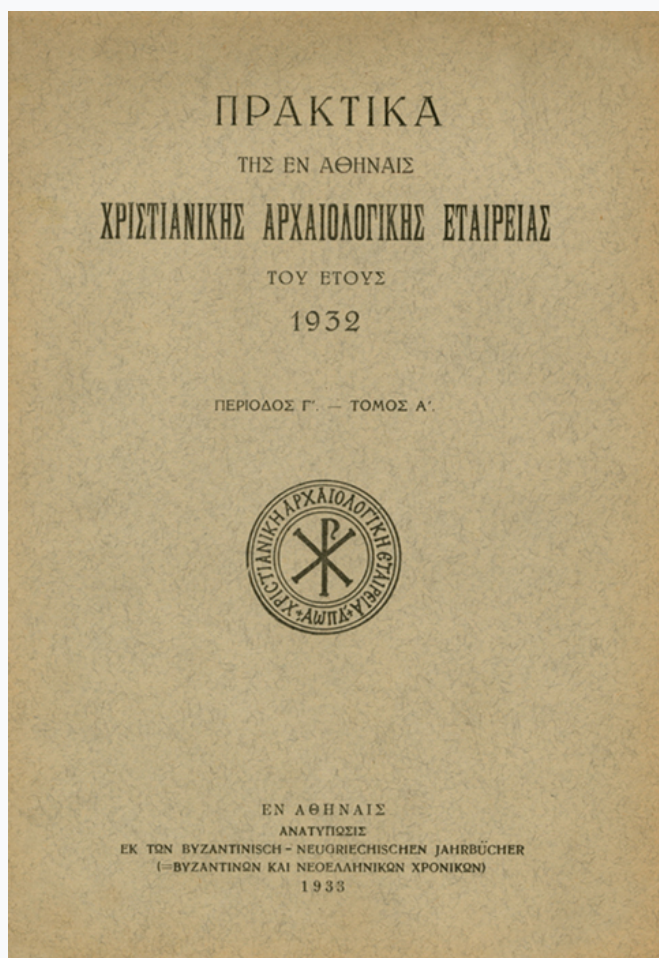 ΠΡΑΚΤΙΚΑ
ΤΗΣ ΕΝ ΑΘΗΝΑΙΣ
ΧΡΙΣΤΙΑΝΙΚΗΣ ΑΡΧΑΙΟΛΟΓΙΚΗΣ ΕΤΑΙΡΕΙΑΣ
ΤΟΥ ΕΤΟΥΣ
1932
ΠΕΡΙΟΔΟΣ Γ'. — ΤΟΜΟΣ Α'.
ΧΡΙCΤΙΑΝΙΚΗ ΑΡΧΑΙΟΛΟΓΙΚΗ ΕΤΑΙΡΕΙΑ
ΑΩΠΔ
ΕΝ ΑΘΗΝΑΙΣ
ΑΝΑΤΥΠΩΣΙΣ
ΕΚ ΤΩΝ BYZANTINISCH - NEUGRIECHISCHEN JAHRBÜCHER
(=ΒΥΖΑΝΤΙΝΩΝ ΚΑΙ ΝΕΟΕΛΛΗΝΙΚΩΝ ΧΡΟΝΙΚΩΝ)
1933